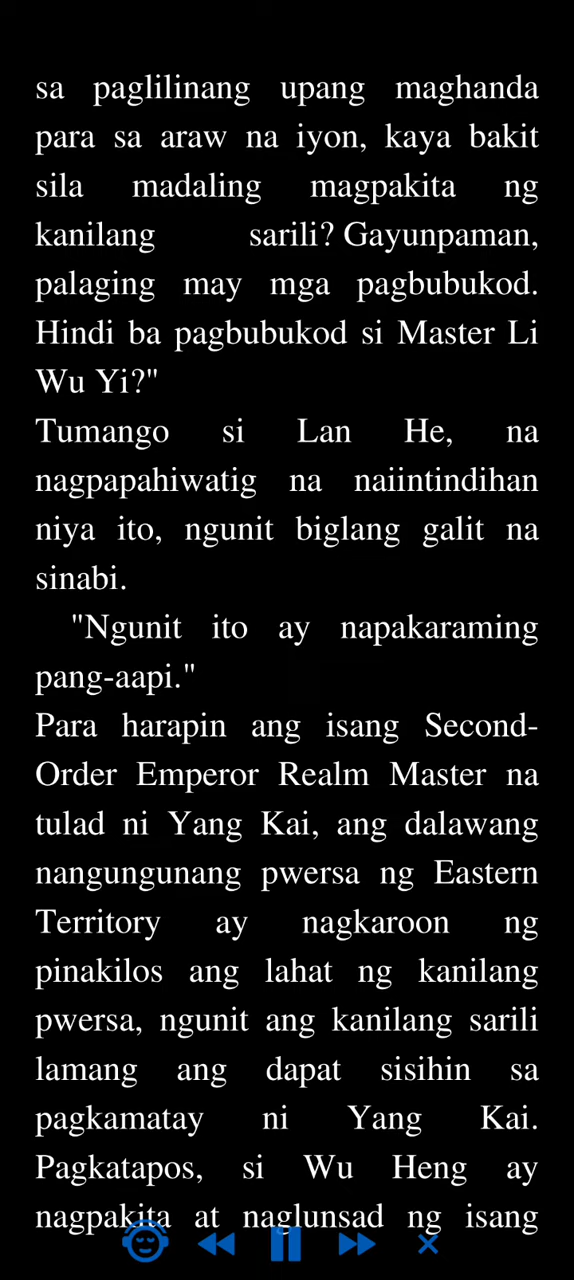 sa paglilinang upang maghanda
para sa araw na iyon, kaya bakit
sila madaling magpakita ng
kanilang sarili? Gayunpaman,
palaging may mga pagbubukod.
Hindi ba pagbubukod si Master Li
Wu Yi?"
Tumango si Lan He, na
nagpapahiwatig na naiintindihan
niya ito, ngunit biglang galit na
sinabi.
"Ngunit ito ay napakaraming
pang-aapi."
Para harapin ang isang Second-
Order Emperor Realm Master na
tulad ni Yang Kai, ang dalawang
nangungunang pwersa ng Eastern
Territory ay nagkaroon ng
pinakilos ang lahat ng kanilang
pwersa, ngunit ang kanilang sarili
lamang ang dapat sisihin sa
pagkamatay ni Yang Kai.
Pagkatapos, si Wu Heng ay
nagpakita at naglunsad ng isang